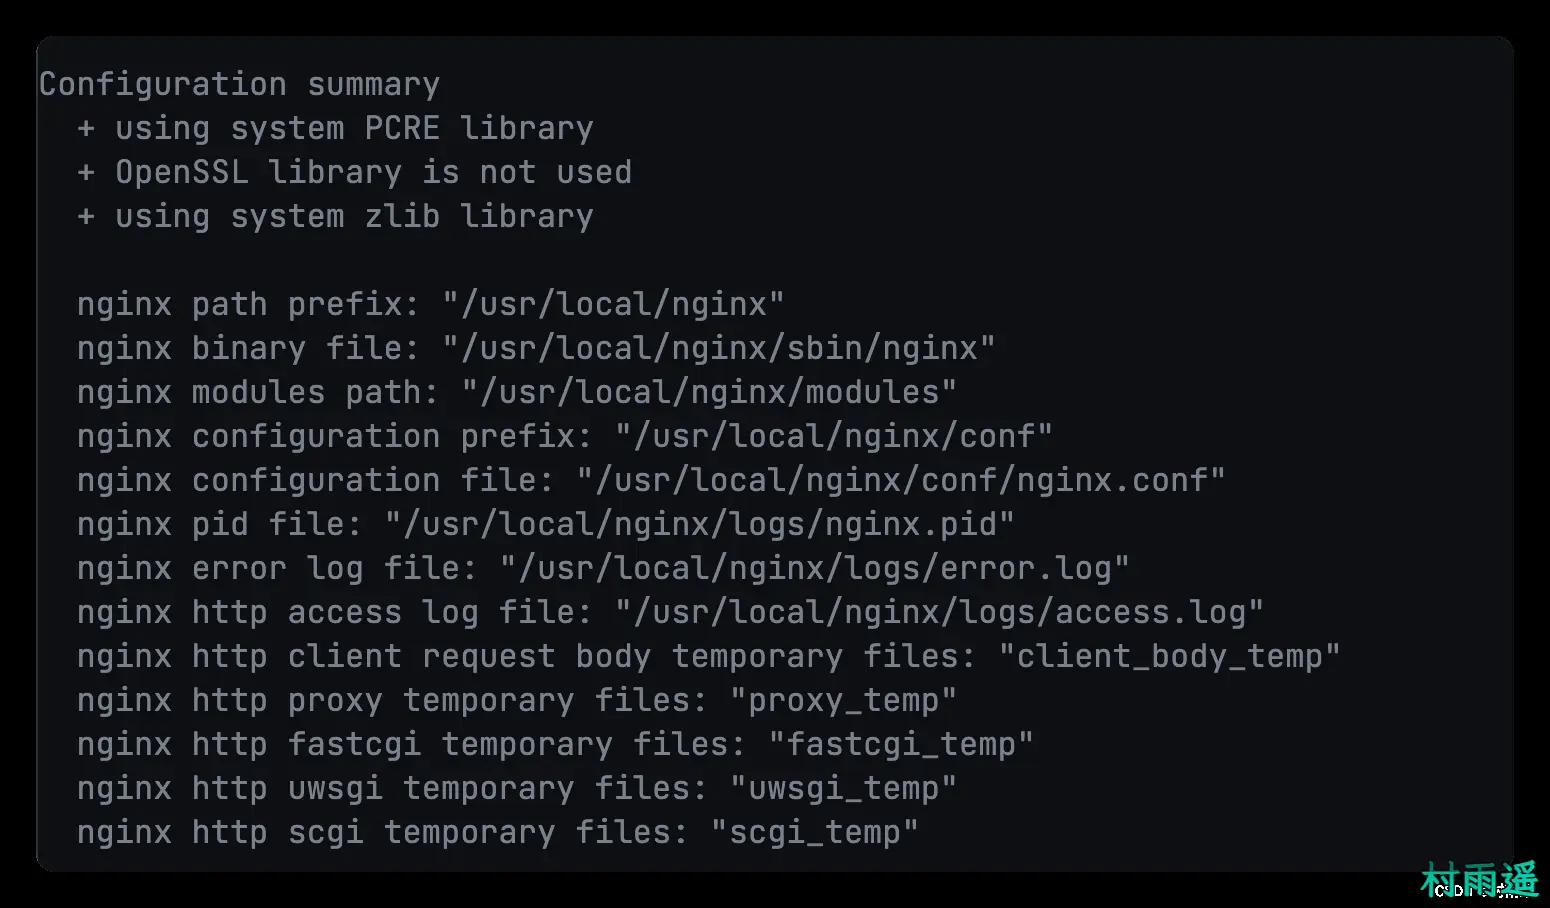 Configuration summary
+ using system PCRE library
+ OpenSSL library is not used
+ using system zlib library
nginx path prefix: "/usr/local/nginx"
nginx binary file: "/usr/local/nginx/sbin/nginx"
nginx modules path: "/usr/local/nginx/modules"
nginx configuration prefix: "/usr/local/nginx/conf"
nginx configuration file: "/usr/local/nginx/conf/nginx.conf"
nginx pid file: "/usr/local/nginx/logs/nginx.pid"
nginx error log file: "/usr/local/nginx/logs/error.log"
nginx http access log file: "/usr/local/nginx/logs/access.log"
nginx http client request body temporary files: "client_body_temp"
nginx http proxy temporary files: "proxy_temp"
nginx http fastcgi temporary files: "fastcgi_temp"
nginx http uwsgi temporary files: "uwsgi_temp"
nginx http scgi temporary files: "scgi_temp"
村雨遥